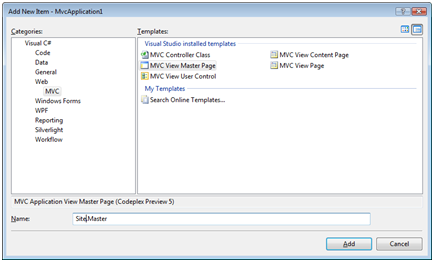 Add New Item - MvcApplication1
Categories:
Templates:
Visual C#
Code
Data
General
Web
MVC
Windows Forms
WPF
Reporting
Silverlight
Workflow
Visual Studio installed templates
MVC Controller Class
MVC View Content Page
MVC View Master Page
MVC View Page
MVC View User Control
My Templates
Search Online Templates...
MVC Application View Master Page (Codeplex Preview 5)
Name:
Site.Master
Add
Cancel